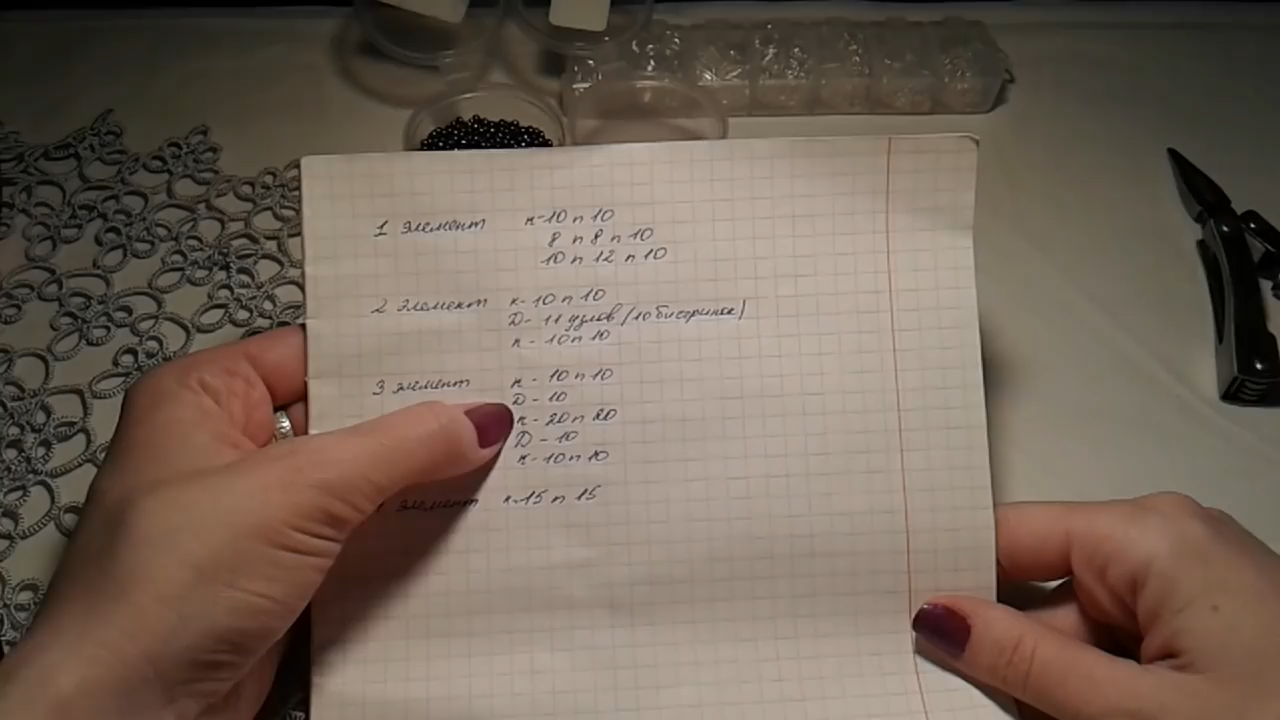 1 элемент к-10 п 10
8 п 8 п 10
10 п 12 п 10
2 элемент к-10 п 10
D- 11 узлов (10 бисеринок)
к - 10 п 10
3 элемент к - 10 п 10
D - 10
к - 20 п 20
D - 10
к - 10 п 10
элемент к-15 п 15